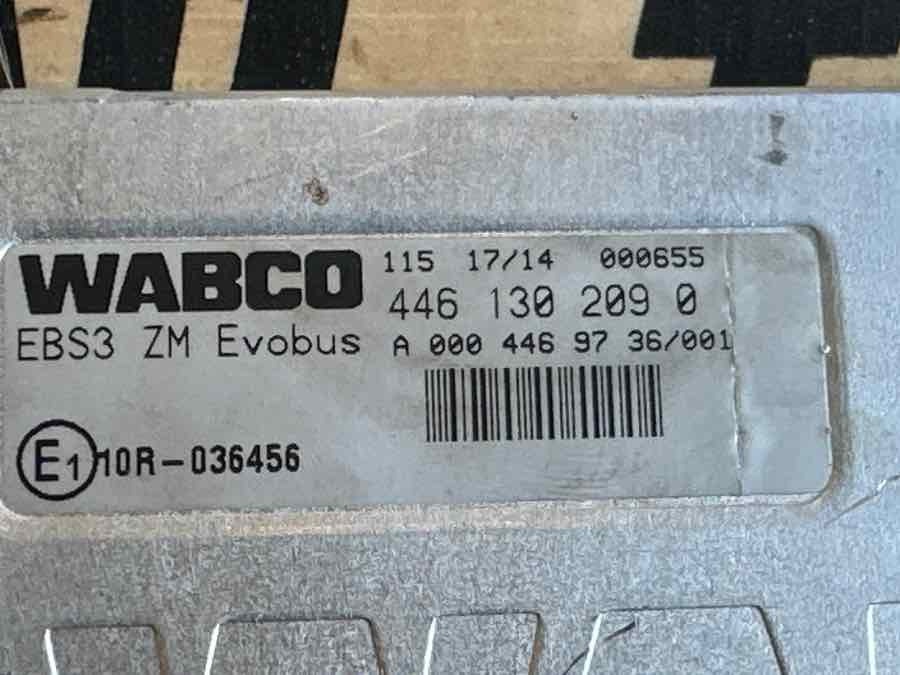 WABCO 115 17/14 000655
446 130 209 0
EBS3 ZM Evobus A 000 446 97 36/001
E1 10R-036456